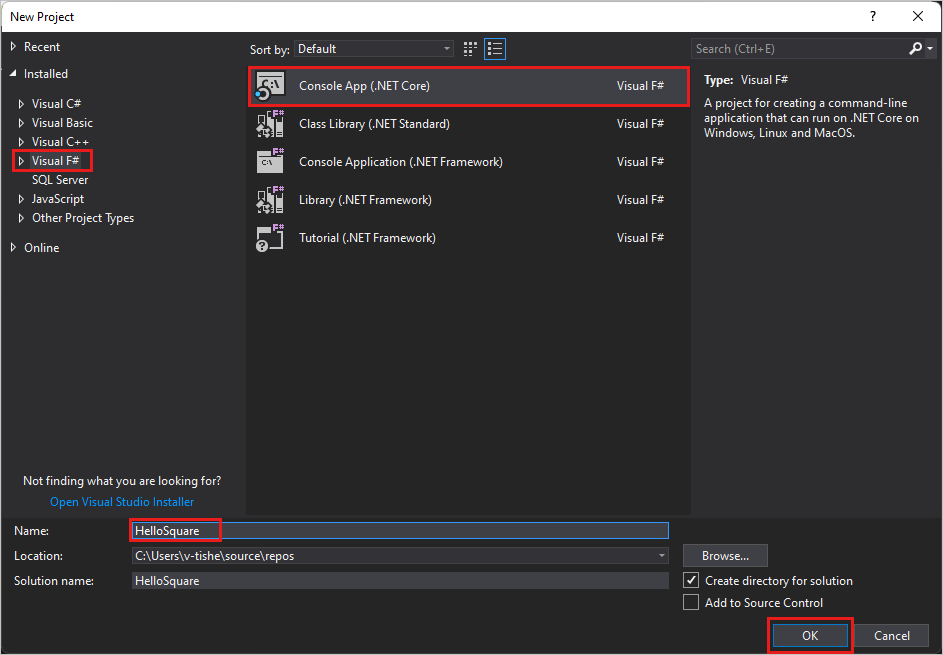 New Project
?
Recent
Installed
Visual C#
Visual Basic
Visual C++
Visual F#
SQL Server
JavaScript
Other Project Types
Online
Not finding what you are looking for?
Open Visual Studio Installer
Sort by: Default
Console App (.NET Core) Visual F#
Class Library (.NET Standard) Visual F#
Console Application (.NET Framework) Visual F#
Library (.NET Framework) Visual F#
Tutorial (.NET Framework) Visual F#
Search (Ctrl+E)
Type: Visual F#
A project for creating a command-line
application that can run on .NET Core on
Windows, Linux and MacOS.
Name: HelloSquare
Location: C:\Users\v-tishe\source\repos
Browse...
Solution name: HelloSquare
Create directory for solution
Add to Source Control
OK
Cancel